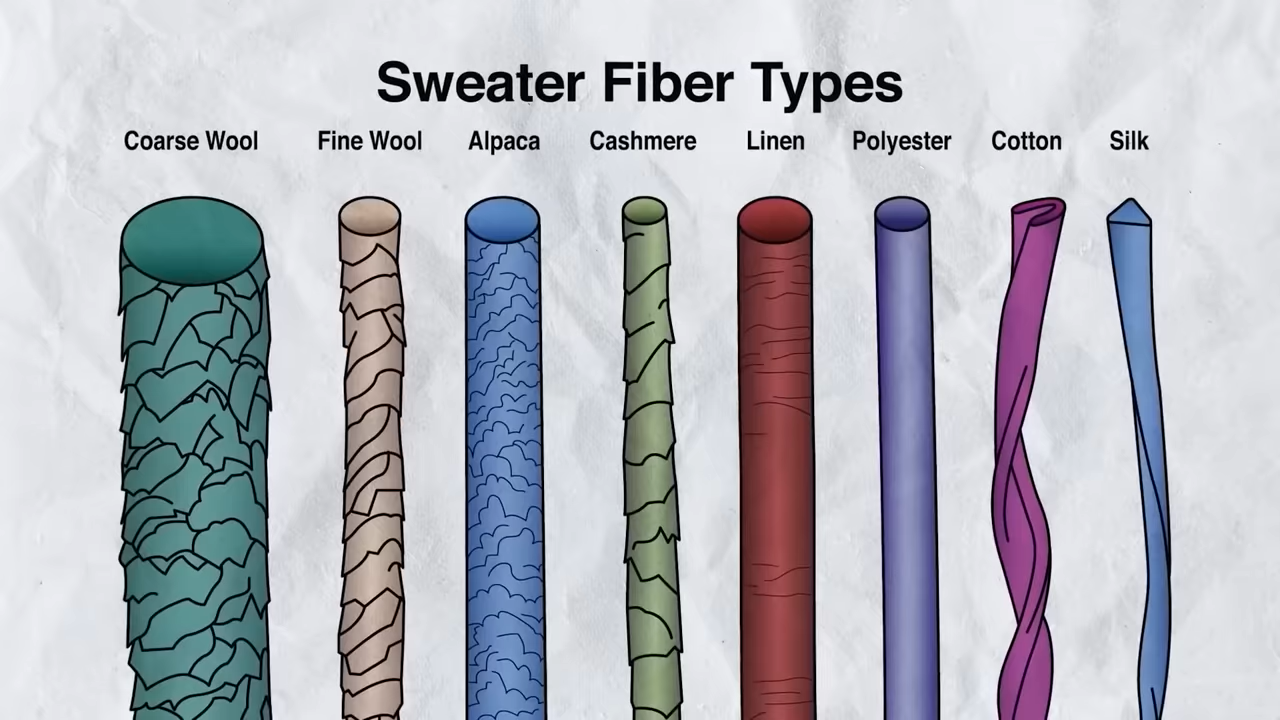 Sweater Fiber Types
Coarse Wool Fine Wool Alpaca Cashmere Linen Polyester Cotton Silk